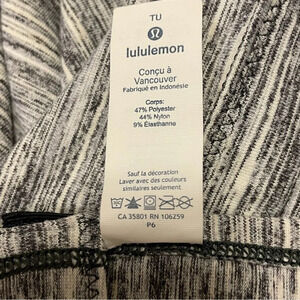 TU
lululemon
Conçu à
Vancouver
Fabriqué en Indonésie
Corps:
47% Polyester
44% Nylon
9% Élasthanne
Sauf la décoration
Laver avec des couleurs
similaires seulement.
CA 35801 RN 106259
P6